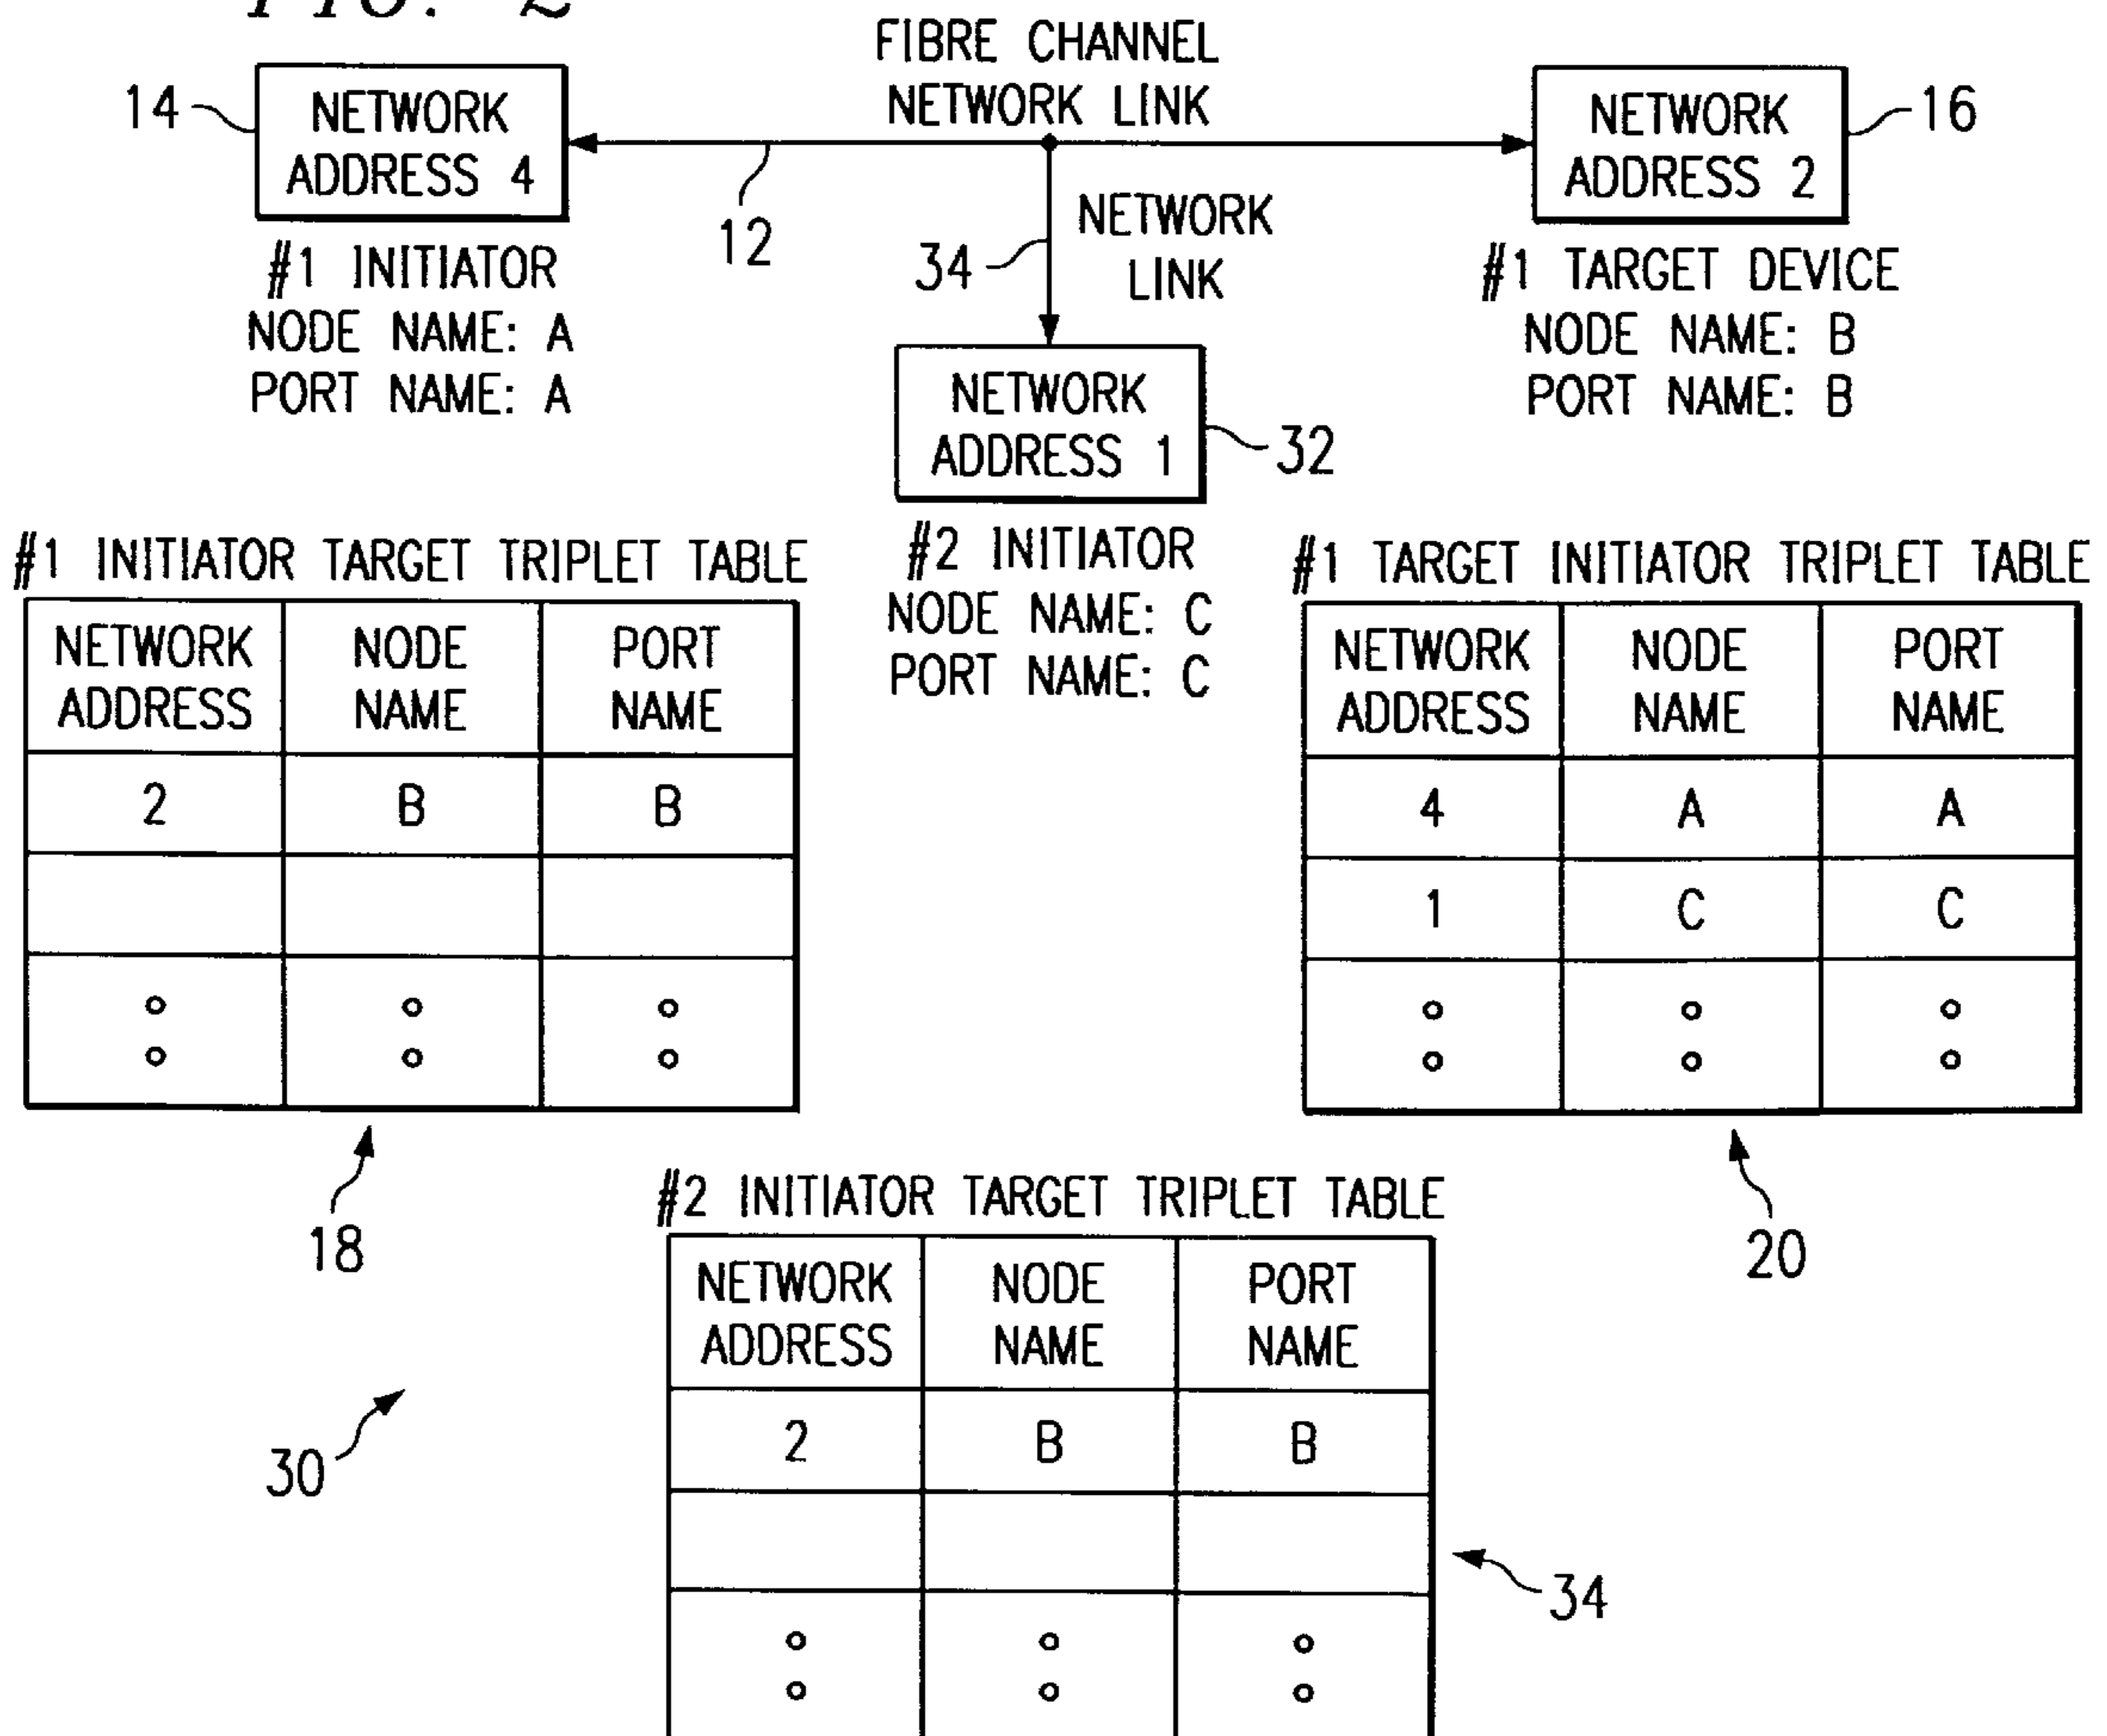 FIG. 2
FIBRE CHANNEL
NETWORK LINK
14
NETWORK
ADDRESS 4
NETWORK
ADDRESS 2
16
12
34
NETWORK
LINK
#1 INITIATOR
NODE NAME: A
PORT NAME: A
#1 TARGET DEVICE
NODE NAME: B
PORT NAME: B
NETWORK
ADDRESS 1
32
#2 INITIATOR
NODE NAME: C
PORT NAME: C
#1 INITIATOR TARGET TRIPLET TABLE
NETWORK ADDRESS NODE NAME PORT NAME
2 B B
18
#1 TARGET INITIATOR TRIPLET TABLE
NETWORK ADDRESS NODE NAME PORT NAME
4 A A
1 C C
20
#2 INITIATOR TARGET TRIPLET TABLE
NETWORK ADDRESS NODE NAME PORT NAME
2 B B
30
34